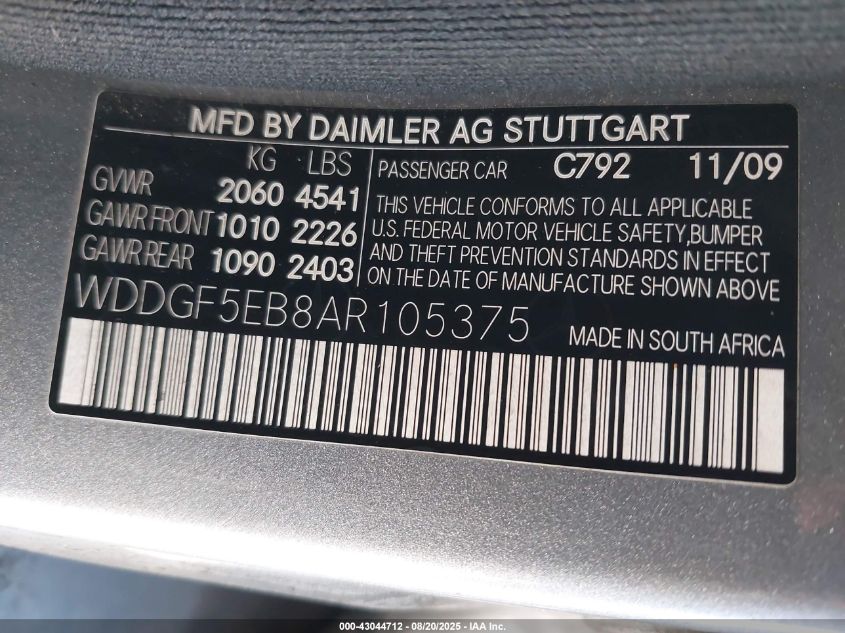 MFD BY DAIMLER AG STUTTGART
KG LBS
GVWR 2060 4541
GAWR FRONT 1010 2226
GAWR REAR 1090 2403
PASSENGER CAR C792 11/09
THIS VEHICLE CONFORMS TO ALL APPLICABLE
U.S. FEDERAL MOTOR VEHICLE SAFETY,BUMPER
AND THEFT PREVENTION STANDARDS IN EFFECT
ON THE DATE OF MANUFACTURE SHOWN ABOVE
WDDGF5EB8AR105375
MADE IN SOUTH AFRICA
000-43044712 - 08/20/2025 - IAA Inc.